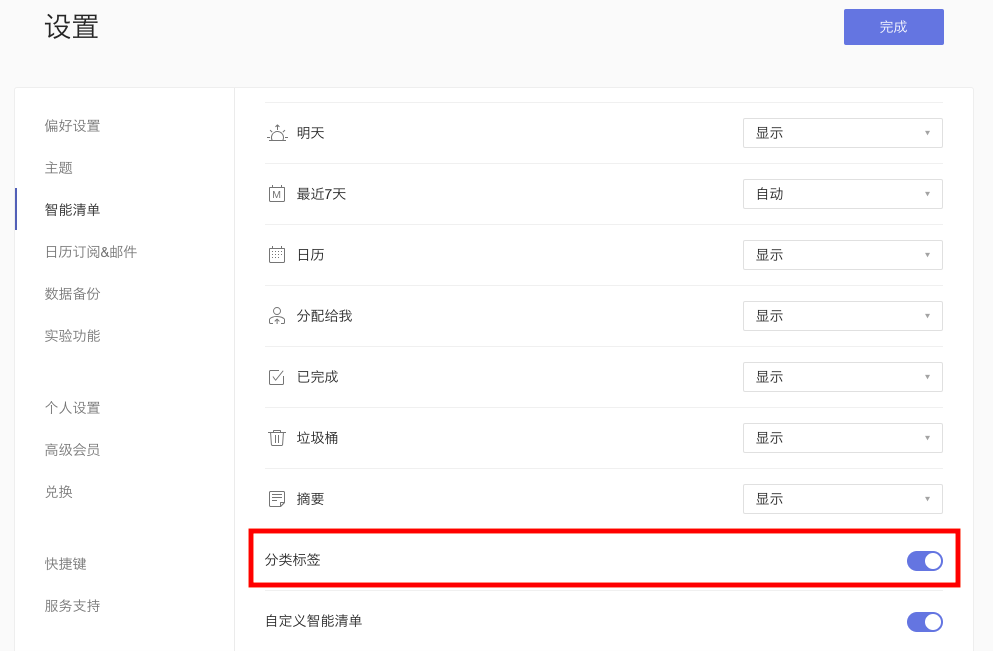 设置
完成
偏好设置
主题
智能清单
日历订阅&邮件
数据备份
实验功能
个人设置
高级会员
兑换
快捷键
服务支持
明天 显示
M 最近7天 自动
日历 显示
分配给我 显示
已完成 显示
垃圾桶 显示
摘要 显示
分类标签
自定义智能清单